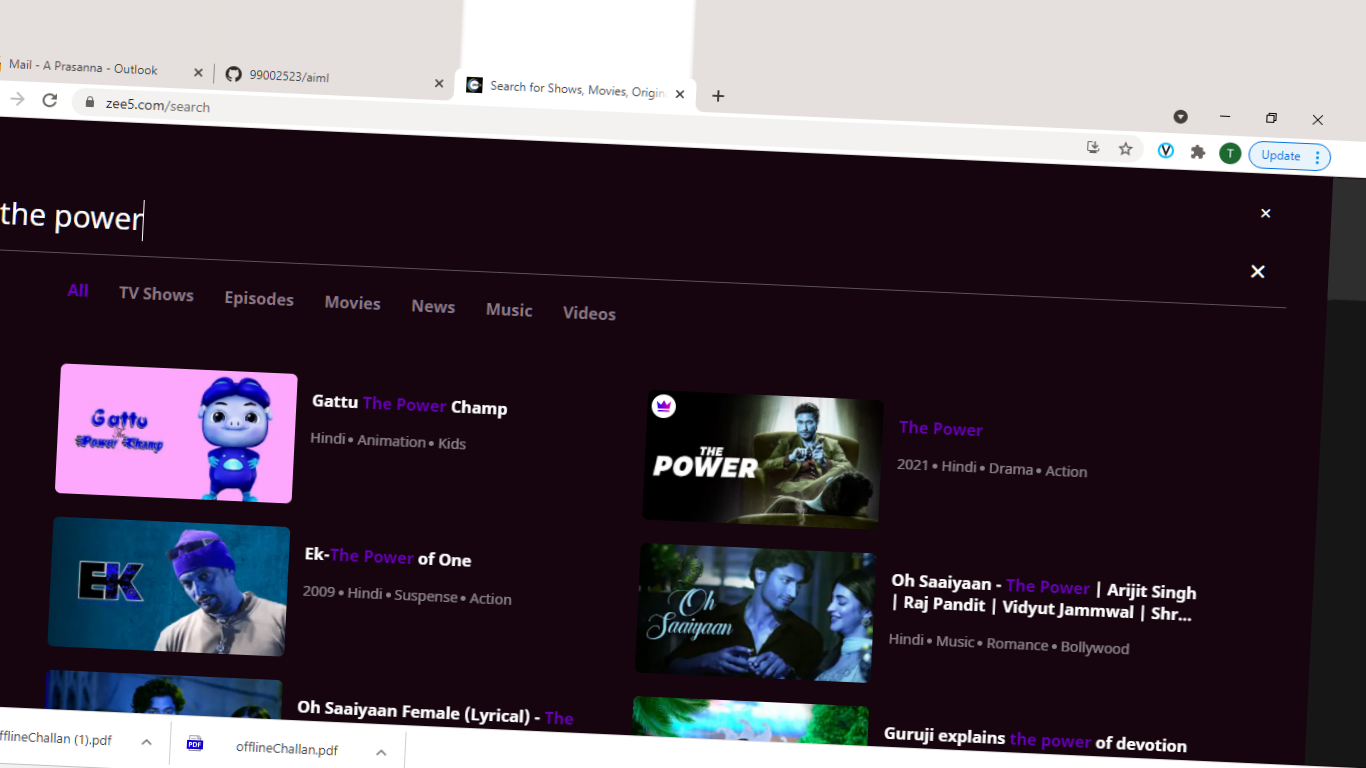 Mail - A Prasanna - Outlook
99002523/aiml
Search for Shows, Movies, Origin
zee5.com/search
T
Update
the power
All
TV Shows
Episodes
Movies
News
Music
Videos
Gattu
The
Power Champ
Gattu The Power Champ
Hindi • Animation • Kids
THE
POWER
The Power
2021 • Hindi • Drama • Action
EK
Ek-The Power of One
2009 • Hindi • Suspense • Action
Oh
Saaiyaan
Oh Saaiyaan - The Power | Arijit Singh
| Raj Pandit | Vidyut Jammwal | Shr...
Hindi • Music • Romance • Bollywood
Oh Saaiyaan Female (Lyrical) - The
Guruji explains the power of devotion
fflineChallan (1).pdf
PDF
offlineChallan.pdf